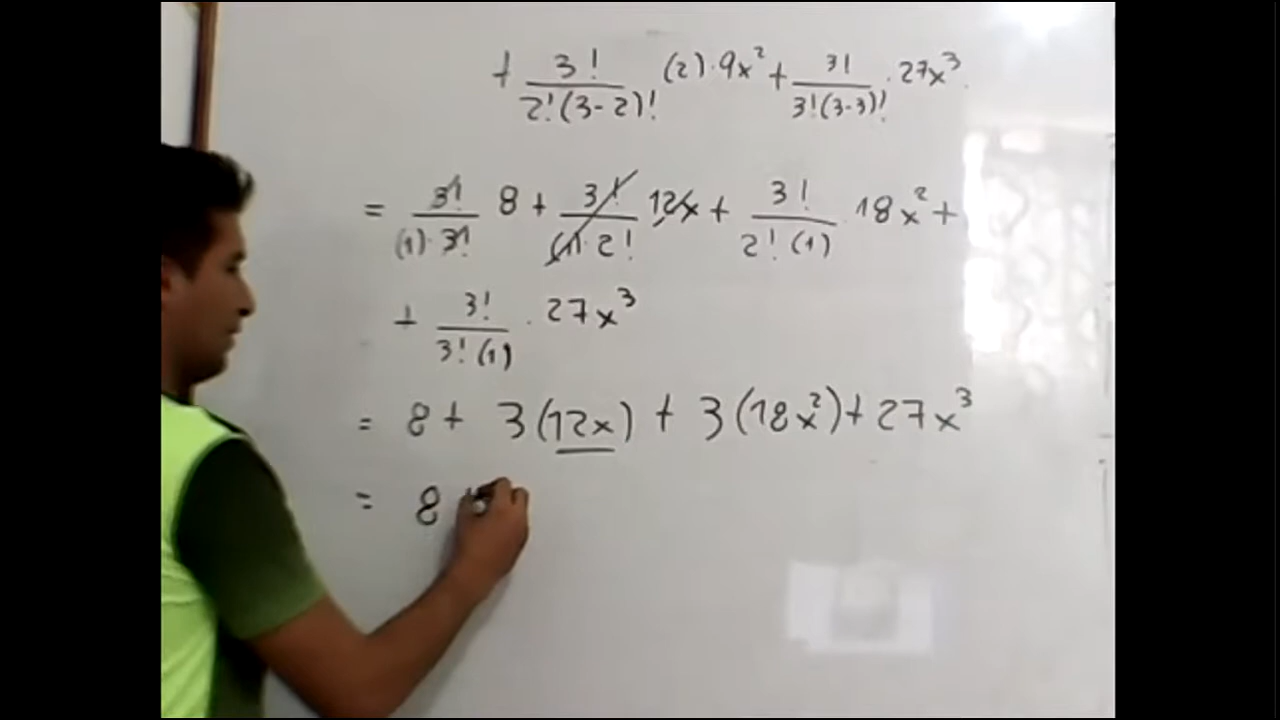 + 3!/2!(3-2)! (2)·9x² + 3!/3!(3-3)! · 27x³.
= 3!/(1)·3! 8 + 3!/(1)·2! 12x + 3!/2!(1) · 18x² +
+ 3!/3!(1) · 27x³
= 8 + 3(12x) + 3(18x²) + 27x³
= 8